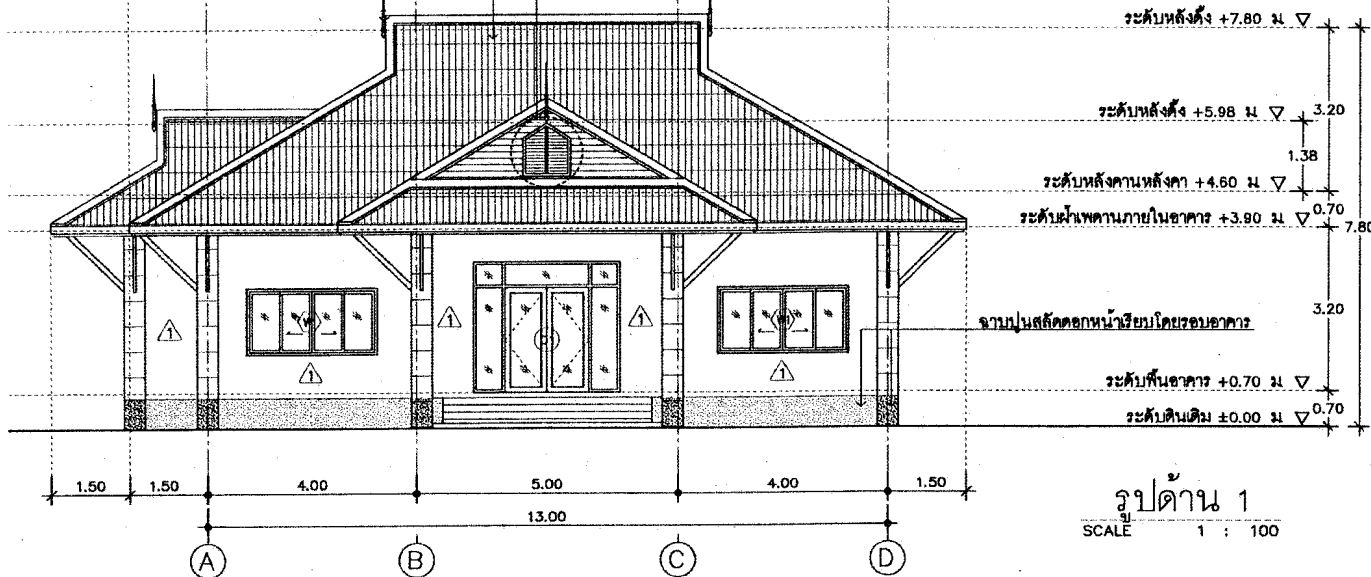 ระดับหลังคั้ง +7.80 ม
ระดับหลังคั้ง +5.98 ม
3.20
1.38
ระดับหลังคานหลังคา +4.60 ม
0.70
ระดับฝ้าเพดานภายในอาคาร +3.90 ม
7.80
3.20
ฉาบปูนสลัดดอกหน้าเรียบโดยรอบอาคาร
1
1
1
1
1
ระดับพื้นอาคาร +0.70 ม
0.70
ระดับดินเดิม ±0.00 ม
1.50
1.50
4.00
5.00
4.00
1.50
13.00
รูปด้าน 1
SCALE 1 : 100
A
B
C
D